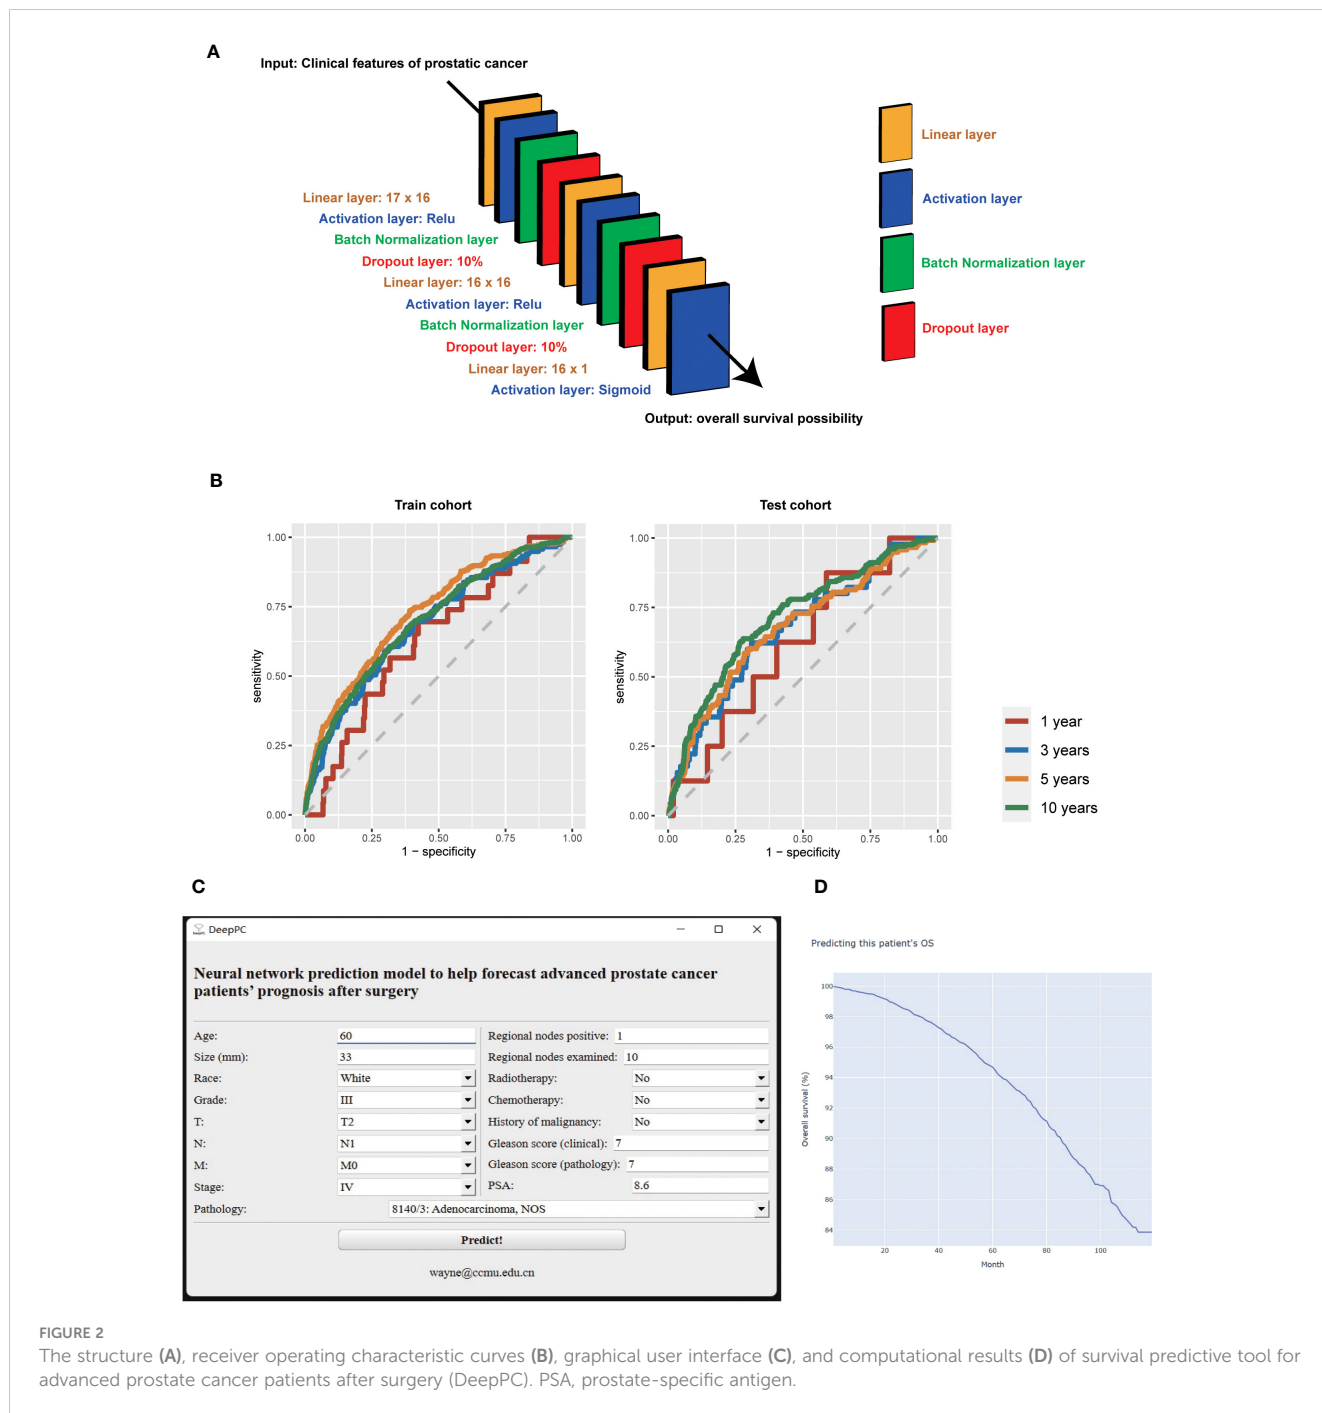 A
Input: Clinical features of prostatic cancer
Linear layer: 17 x 16
Activation layer: Relu
Batch Normalization layer
Dropout layer: 10%
Linear layer: 16 x 16
Activation layer: Relu
Batch Normalization layer
Dropout layer: 10%
Linear layer: 16 x 1
Activation layer: Sigmoid
Output: overall survival possibility
Linear layer
Activation layer
Batch Normalization layer
Dropout layer
B
Train cohort
sensitivity
1.00
0.75
0.50
0.25
0.00
0.00 0.25 0.50 0.75 1.00
1 − specificity
Test cohort
sensitivity
1.00
0.75
0.50
0.25
0.00
0.00 0.25 0.50 0.75 1.00
1 − specificity
1 year
3 years
5 years
10 years
C
DeepPC
Neural network prediction model to help forecast advanced prostate cancer
patients’ prognosis after surgery
Age: 60
Size (mm): 33
Race: White
Grade: III
T: T2
N: N1
M: M0
Stage: IV
Regional nodes positive: 1
Regional nodes examined: 10
Radiotherapy: No
Chemotherapy: No
History of malignancy: No
Gleason score (clinical): 7
Gleason score (pathology): 7
PSA: 8.6
Pathology: 8140/3: Adenocarcinoma, NOS
Predict!
wayne@ccmu.edu.cn
D
Predicting this patient's OS
Overall survival (%)
100
98
96
94
92
90
88
86
84
20 40 60 80 100
Month
FIGURE 2
The structure (A), receiver operating characteristic curves (B), graphical user interface (C), and computational results (D) of survival predictive tool for
advanced prostate cancer patients after surgery (DeepPC). PSA, prostate-specific antigen.